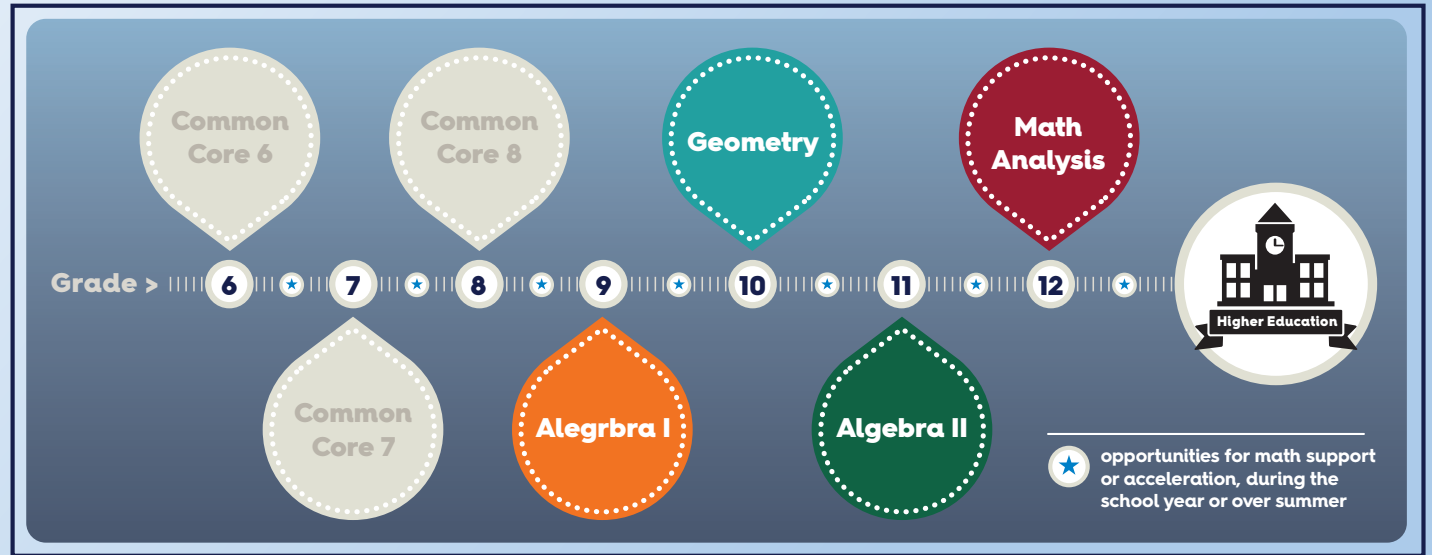 Common
Core 6
Common
Core 8
Geometry
Math
Analysis
Grade >
6
7
8
9
10
11
12
Higher Education
Common
Core 7
Alegrbra I
Algebra II
opportunities for math support
or acceleration, during the
school year or over summer